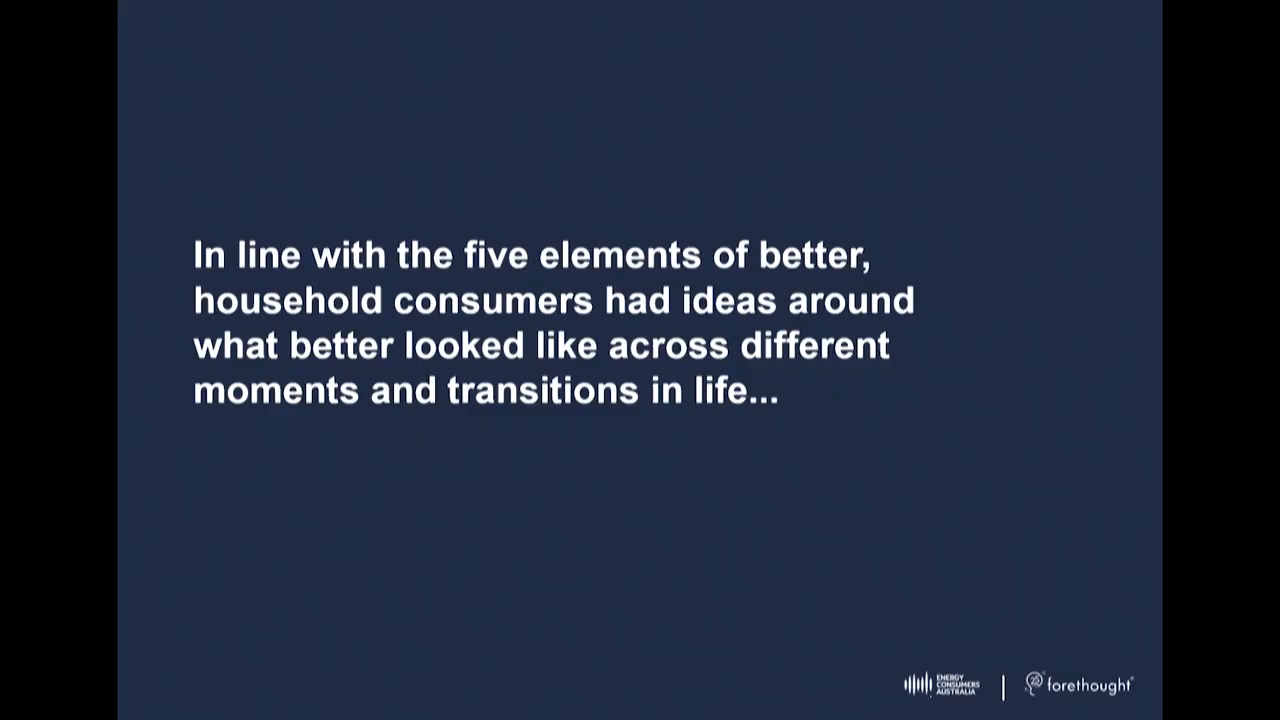 In line with the five elements of better,
household consumers had ideas around
what better looked like across different
moments and transitions in life...
ENERGY
CONSUMERS
AUSTRALIA
forethought